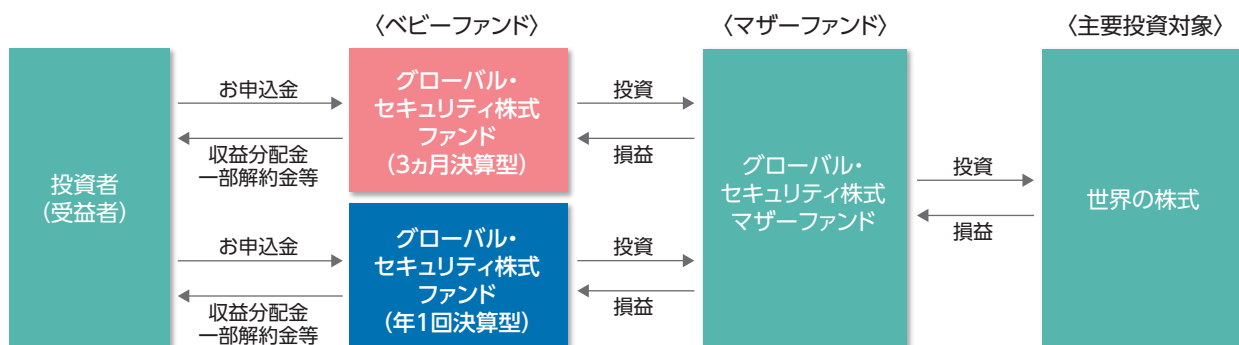 〈ベビーファンド〉
〈マザーファンド〉
〈主要投資対象〉
投資者
(受益者)
お申込金
収益分配金
一部解約金等
グローバル・
セキュリティ株式
ファンド
(3ヵ月決算型)
投資
損益
お申込金
収益分配金
一部解約金等
グローバル・
セキュリティ株式
ファンド
(年1回決算型)
投資
損益
グローバル・
セキュリティ株式
マザーファンド
投資
損益
世界の株式